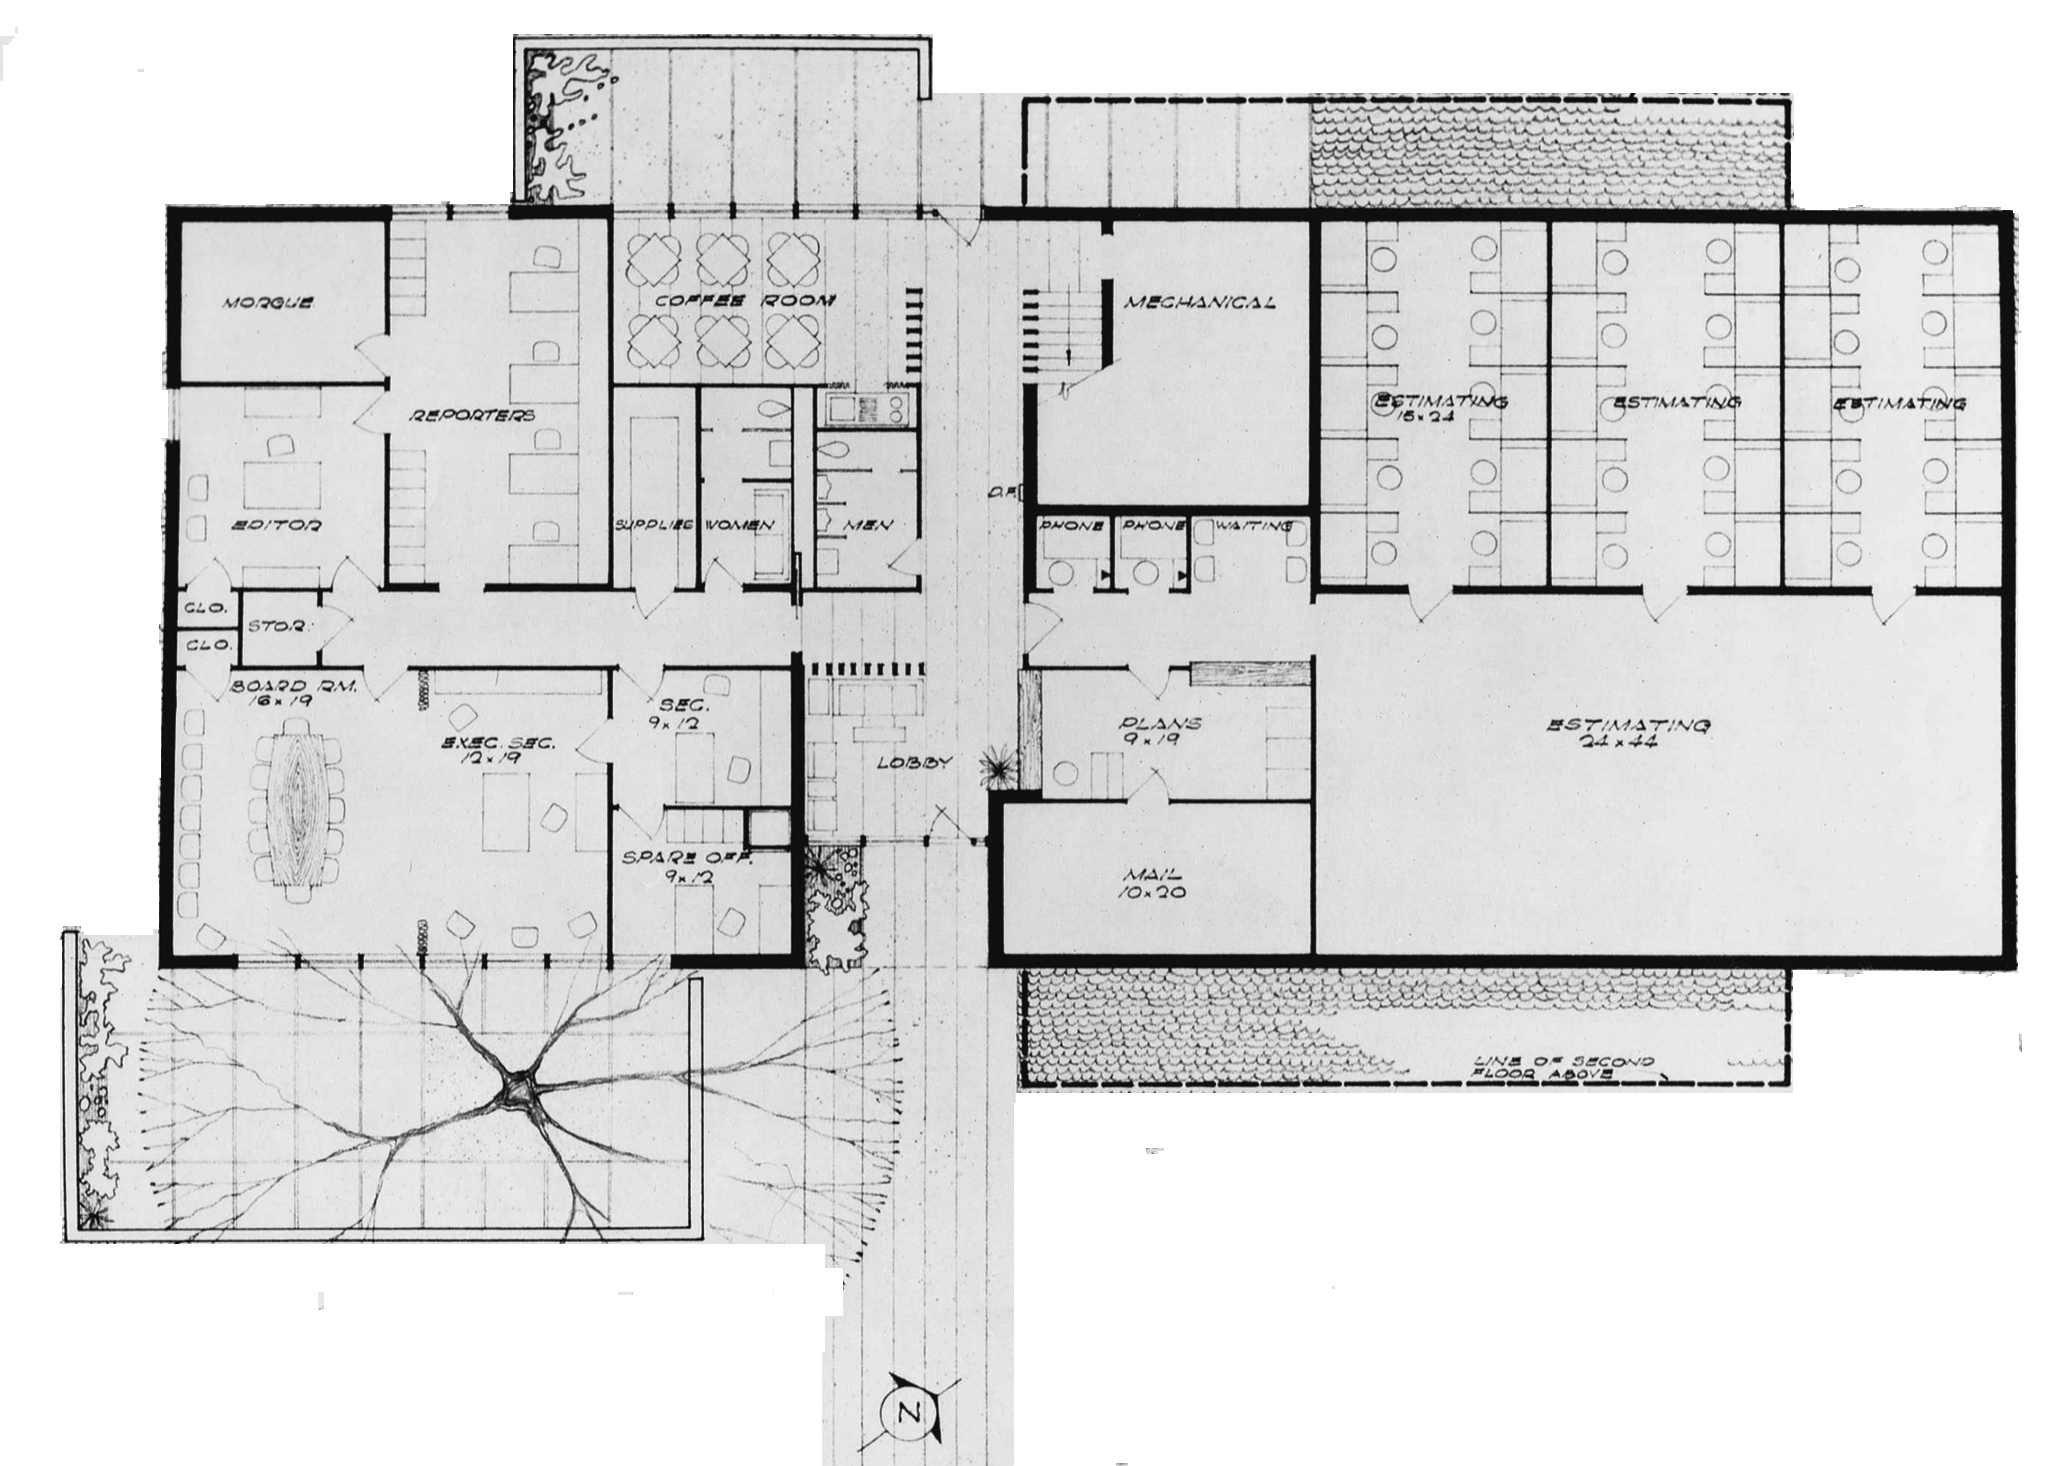 MORGUE
COFFEE ROOM
MECHANICAL
REPORTERS
ESTIMATING
15 x 24
ESTIMATING
ESTIMATING
EDITOR
SUPPLIES
WOMEN
MEN
D.F.
PHONE
PHONE
WAITING
CLO.
STOR.
CLO.
BOARD RM.
16 x 19
EXEC. SEC.
12 x 19
SEC.
9 x 12
LOBBY
PLANS
9 x 19
ESTIMATING
24 x 44
SPARE OFF.
9 x 12
MAIL
10 x 20
LINE OF SECOND
FLOOR ABOVE
N